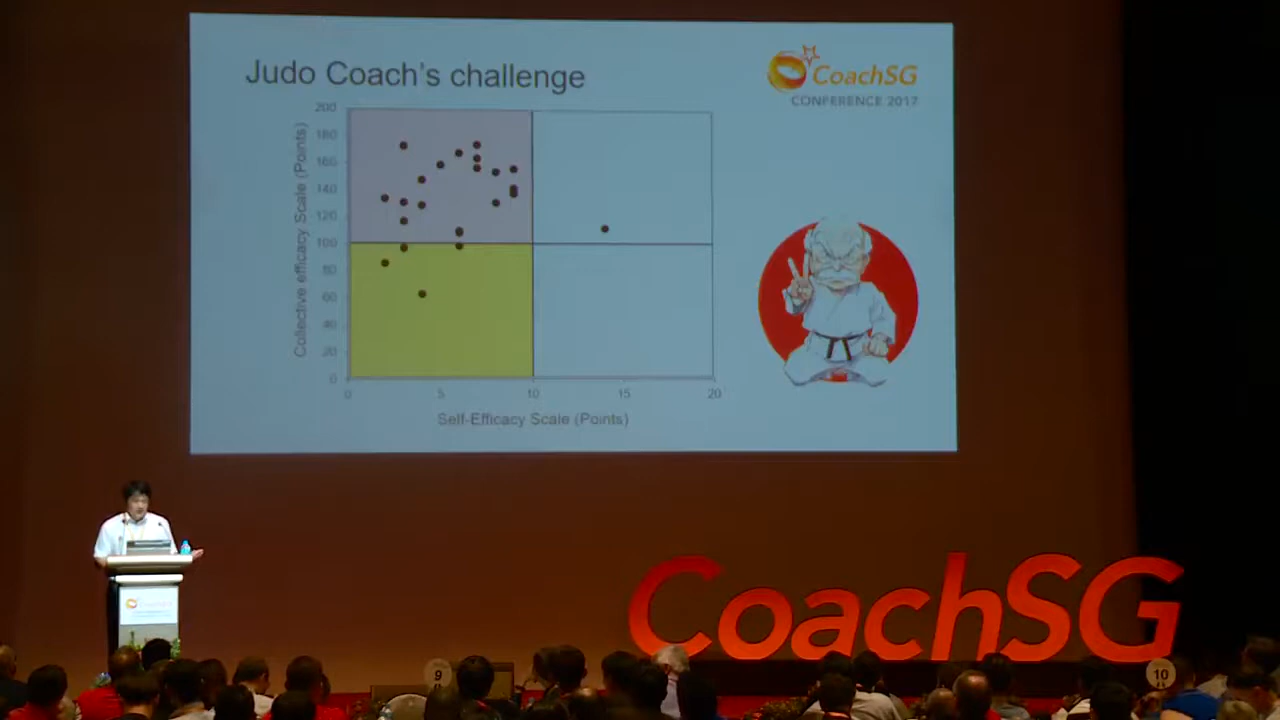 Judo Coach's challenge
CoachSG
CONFERENCE 2017
Collective efficacy Scale (Points)
200
180
160
140
120
100
80
60
40
20
0
0 5 10 15 20
Self-Efficacy Scale (Points)
CoachSG
9
10